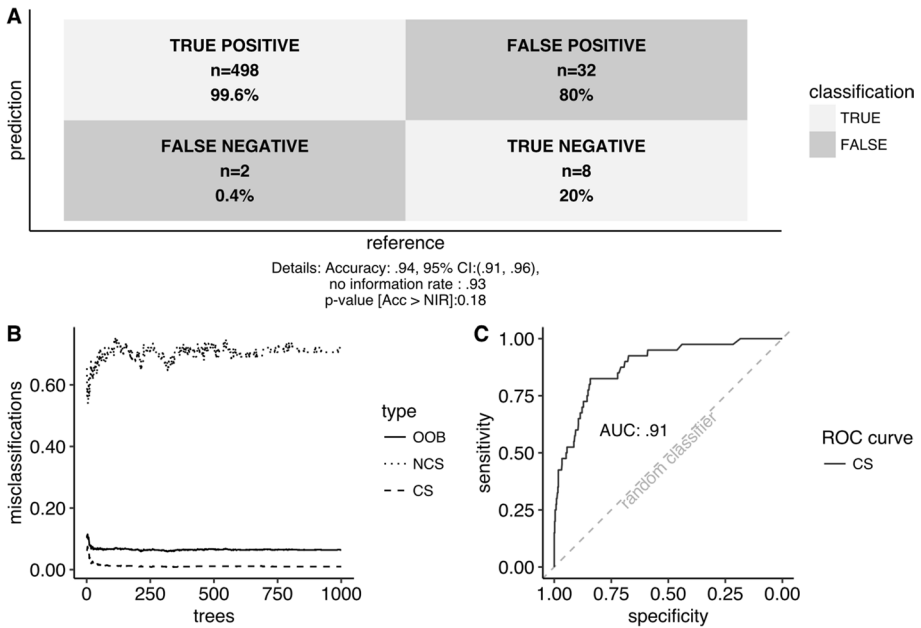 A
prediction
TRUE POSITIVE
n=498
99.6%
FALSE POSITIVE
n=32
80%
FALSE NEGATIVE
n=2
0.4%
TRUE NEGATIVE
n=8
20%
classification
TRUE
FALSE
reference
Details: Accuracy: .94, 95% CI:(.91, .96),
no information rate : .93
p-value [Acc > NIR]:0.18
B
misclassifications
0.60
0.40
0.20
0.00
0 250 500 750 1000
trees
type
OOB
NCS
CS
C
sensitivity
1.00
0.75
0.50
0.25
0.00
AUC: .91
random classifier
1.00 0.75 0.50 0.25 0.00
specificity
ROC curve
CS